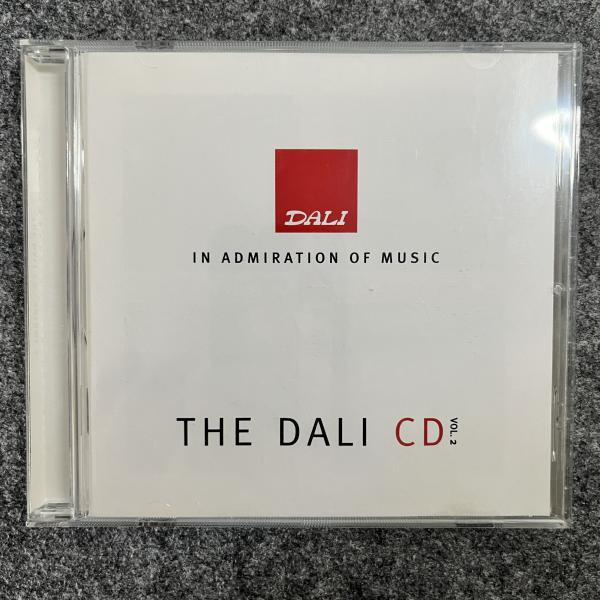 DALI
IN ADMIRATION OF MUSIC
THE DALI CD VOL. 2